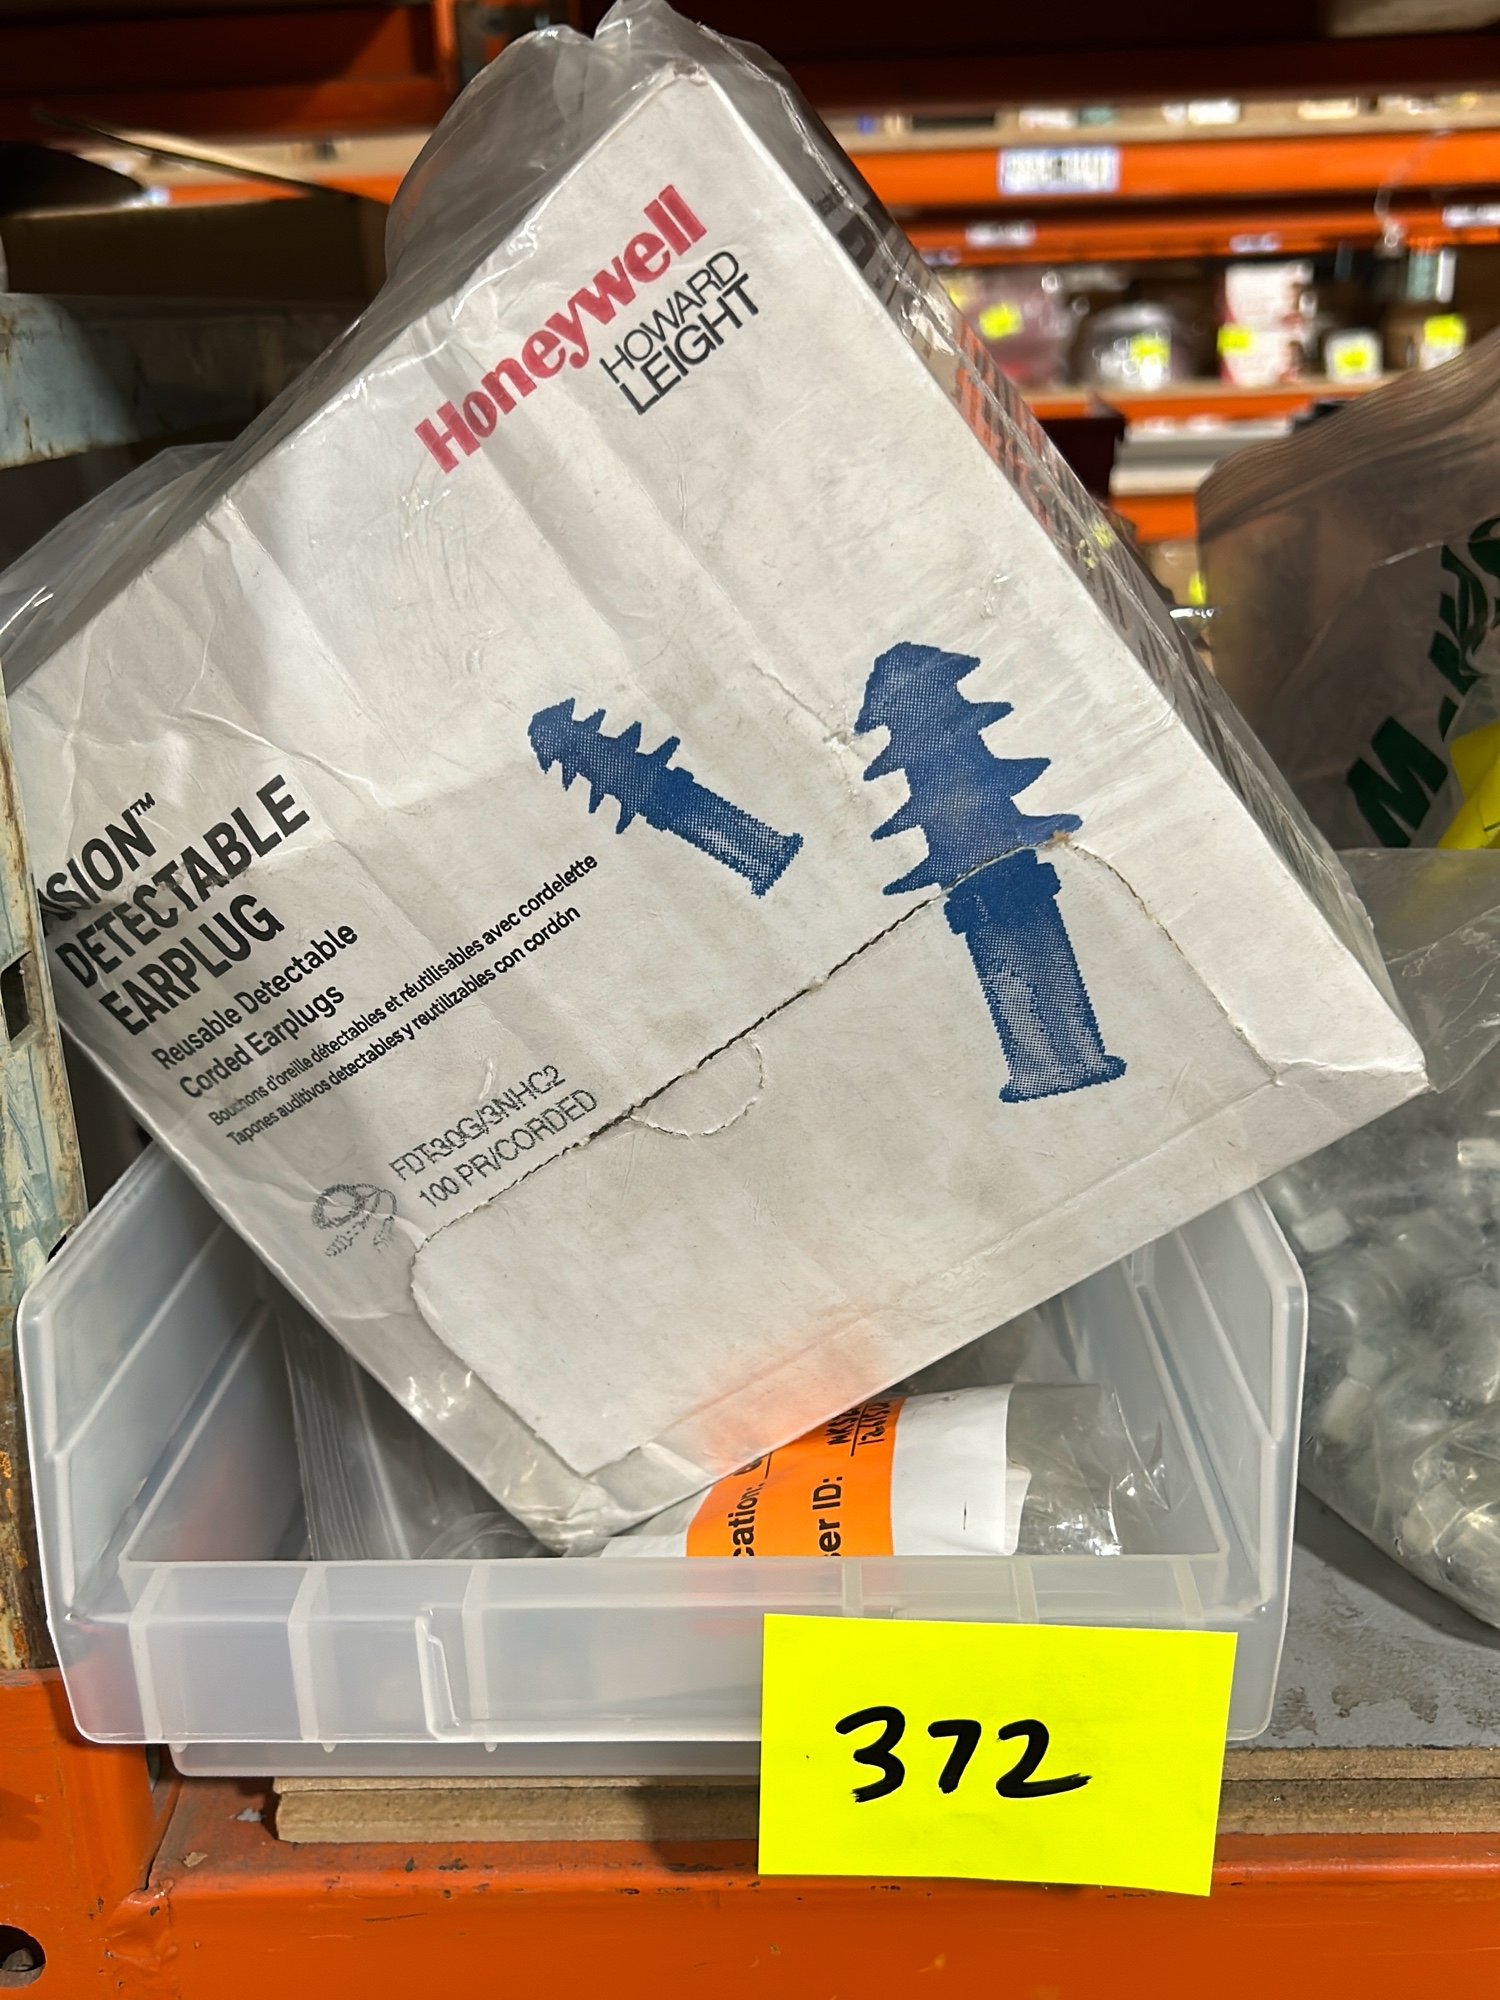 Honeywell
HOWARD
LEIGHT
SION™
DETECTABLE
EARPLUG
Reusable Detectable
Corded Earplugs
Bouchons d'oreille détectables et réutilisables avec cordelette
Tapones auditivos detectables y reutilizables con cordón
FDT30G/3NHC2
100 PR/CORDED
cation:
ser ID:
372